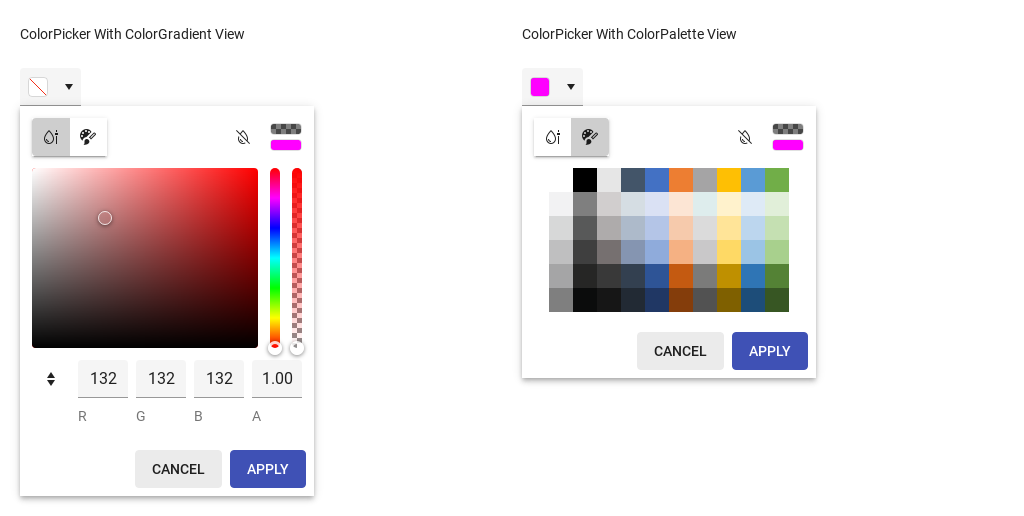 ColorPicker With ColorGradient View
132 132 132 1.00
R G B A
CANCEL APPLY
ColorPicker With ColorPalette View
CANCEL APPLY